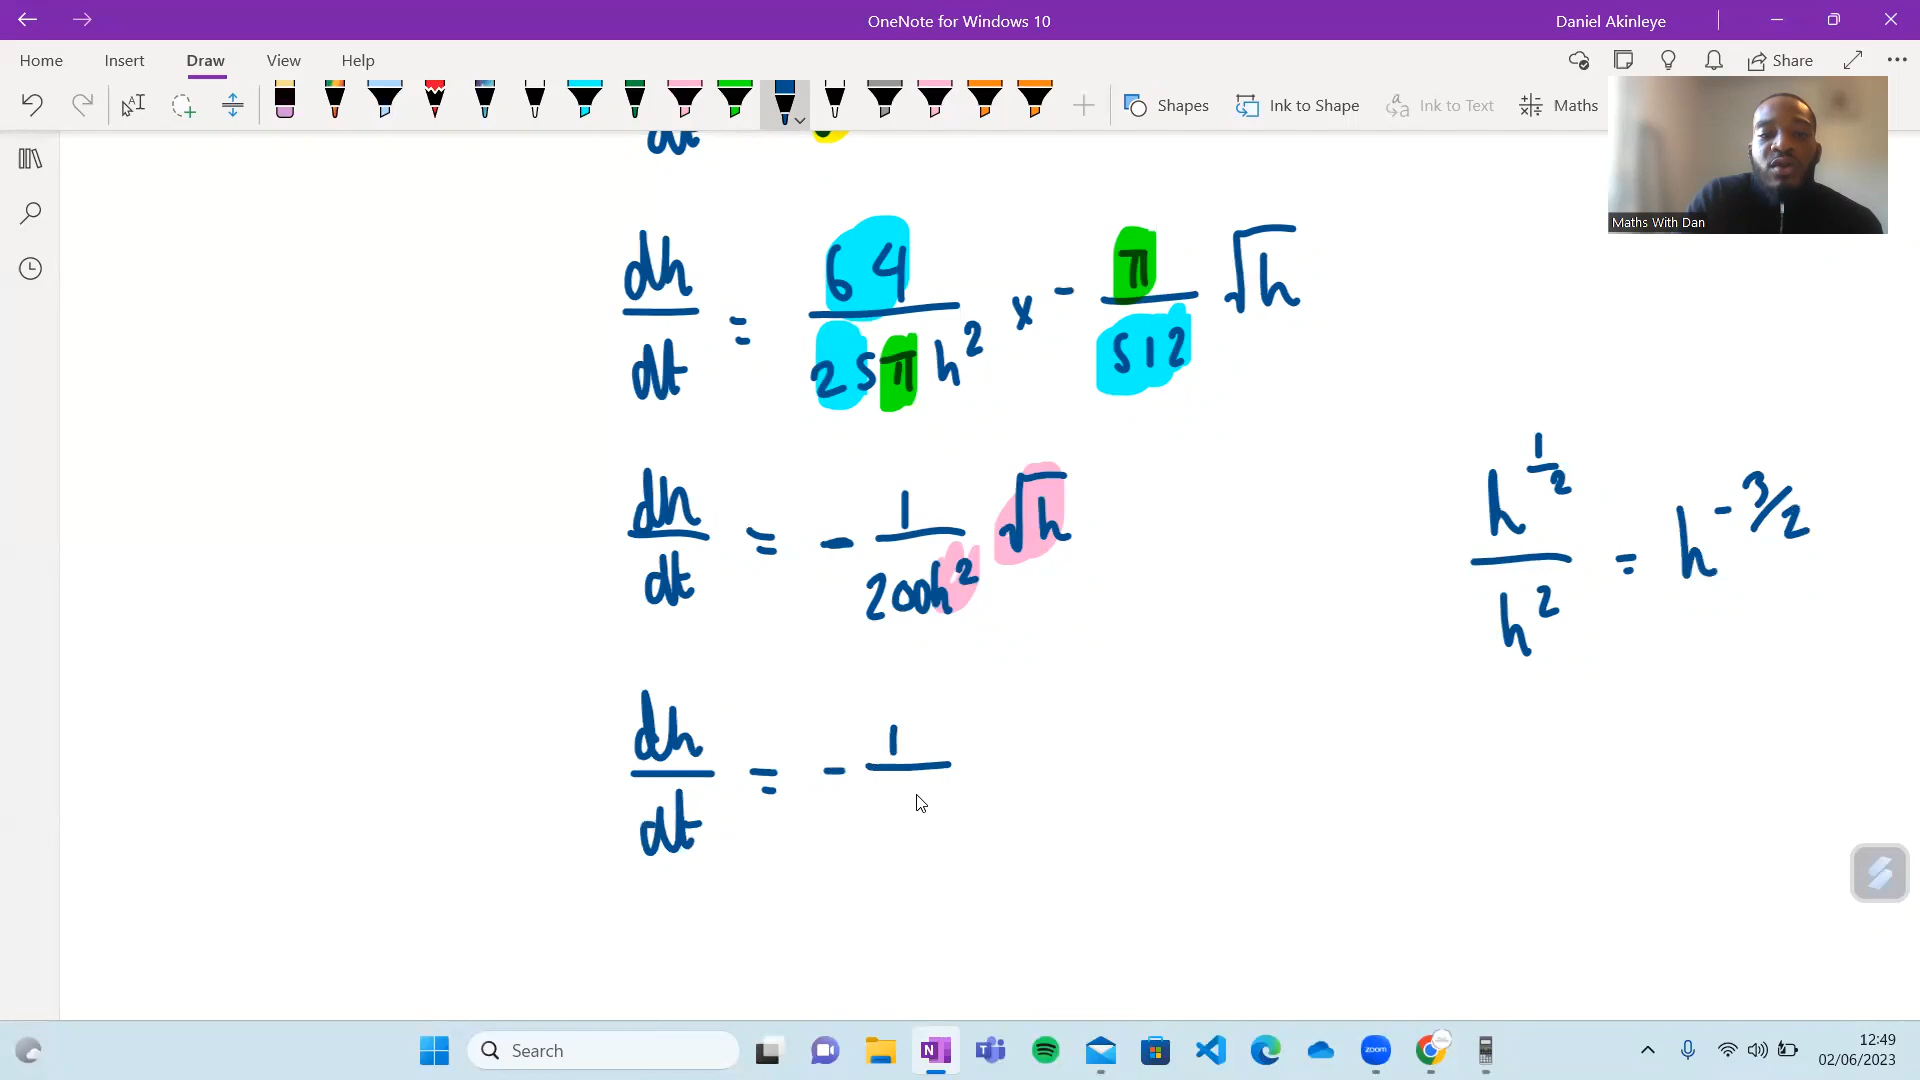 OneNote for Windows 10
Daniel Akinleye
Home Insert Draw View Help
Share
Shapes Ink to Shape Ink to Text Maths
Maths With Dan
dt
dh/dt = 64/25πh² x - π/512 √h
dh/dt = - 1/200h² √h
h^1/2 / h² = h^-3/2
dh/dt = - 1/
Search
zoom
12:49
02/06/2023